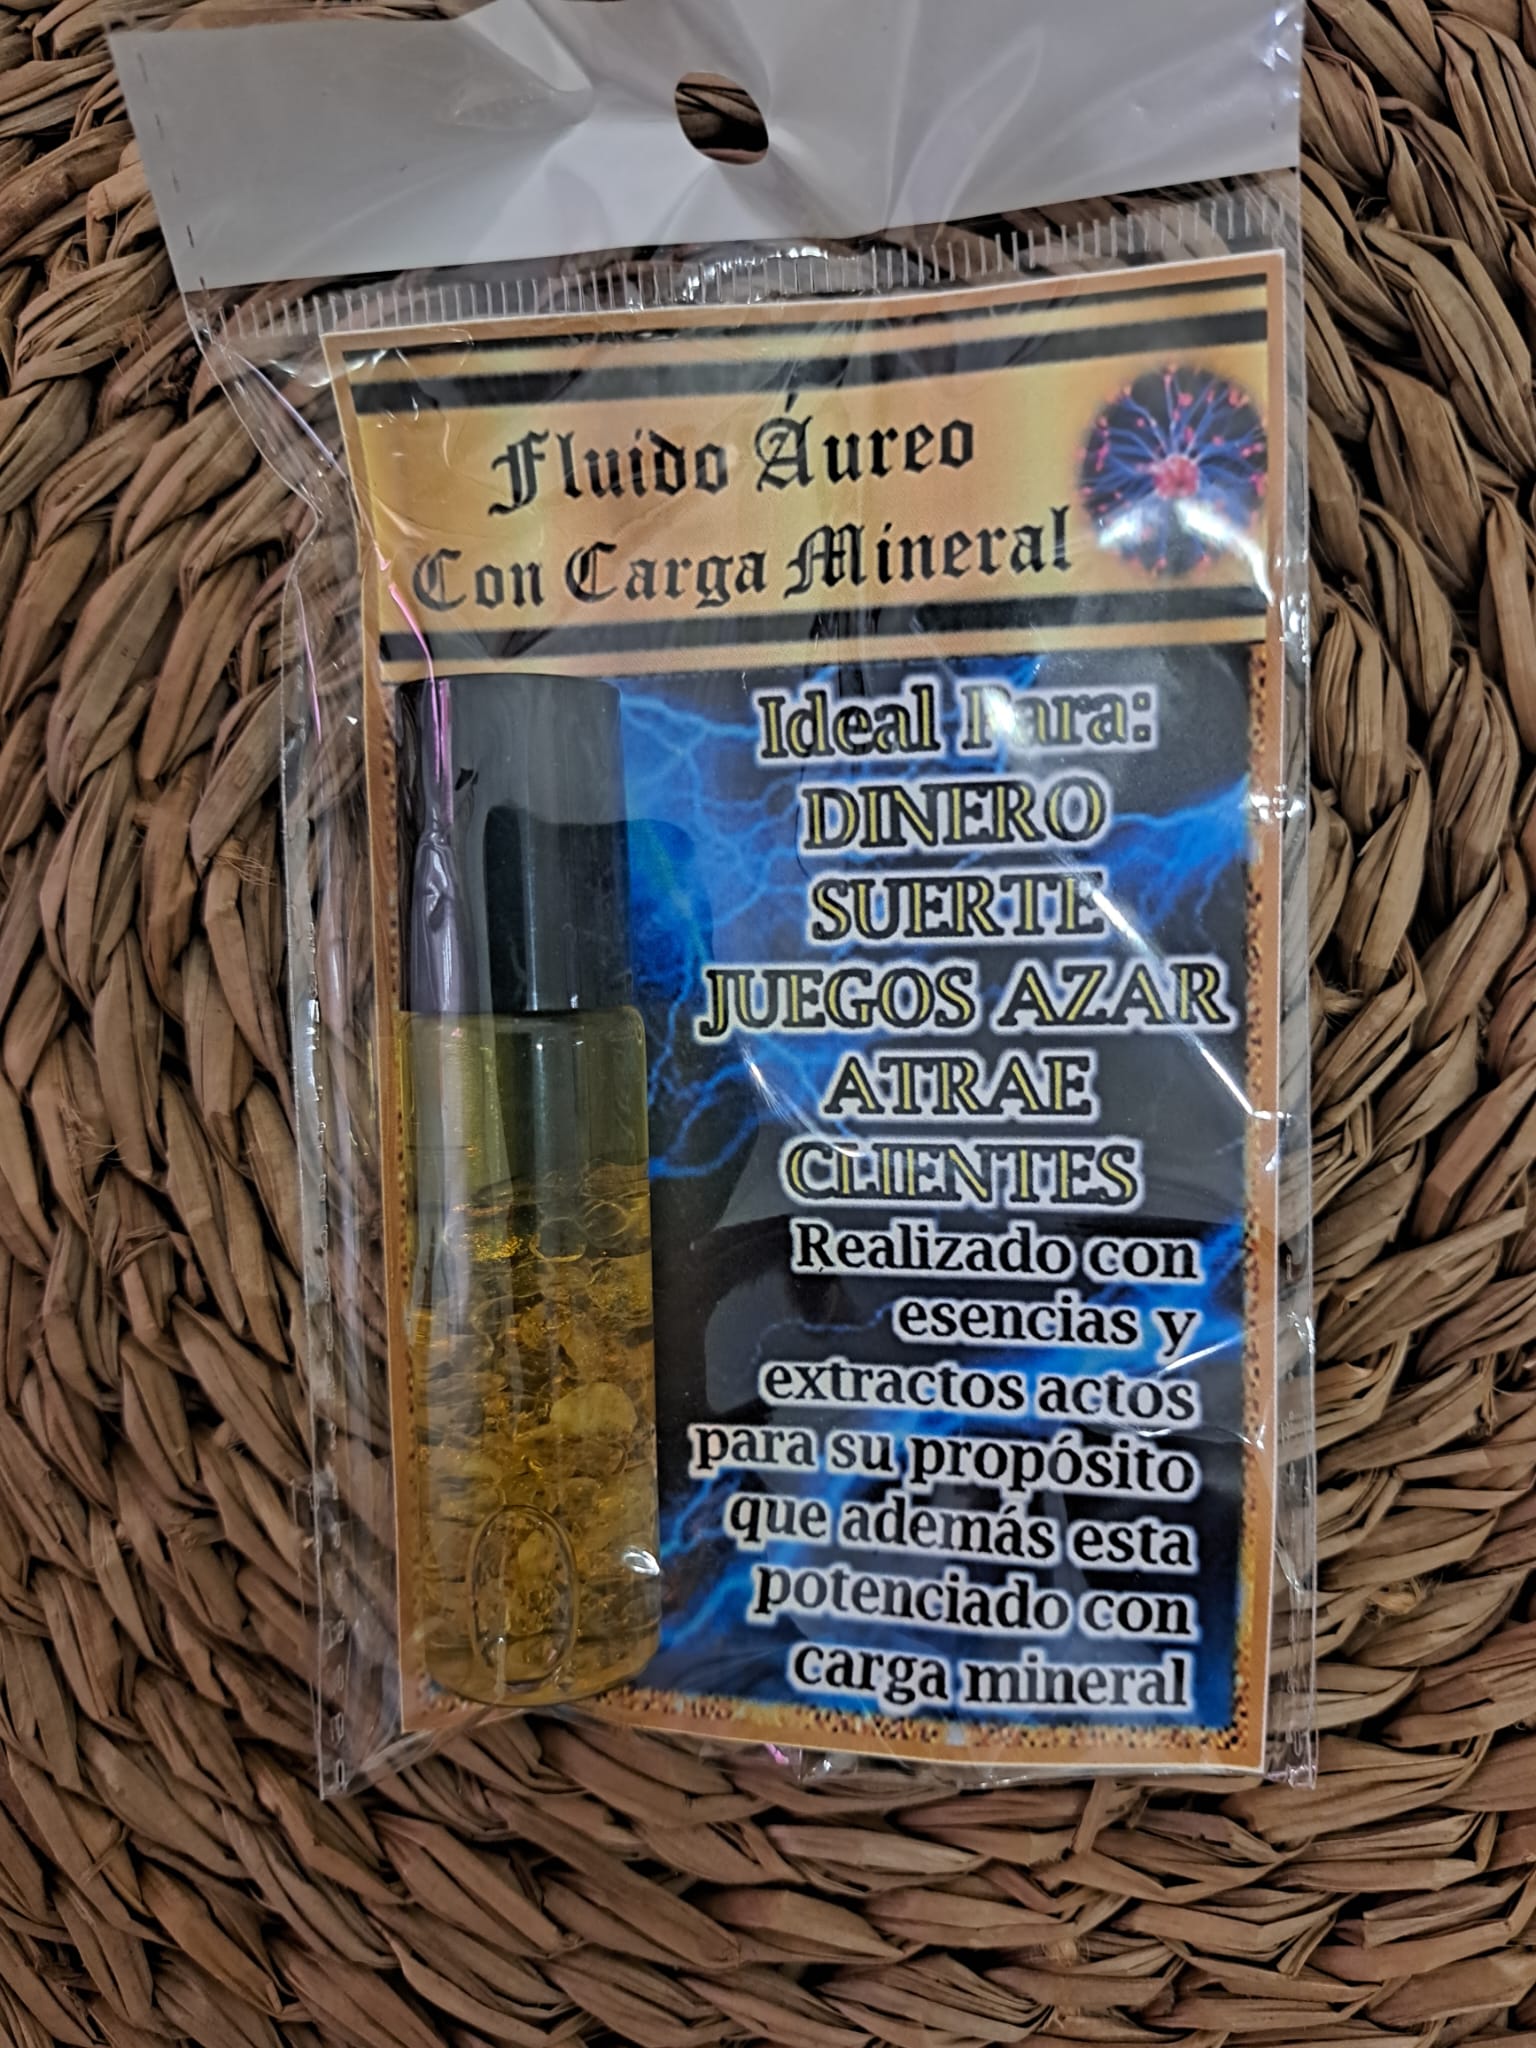 Fluido Áureo
Con Carga Mineral
Ideal Para:
DINERO
SUERTE
JUEGOS AZAR
ATRAE
CLIENTES
Realizado con
esencias y
extractos actos
para su propósito
que además esta
potenciado con
carga mineral